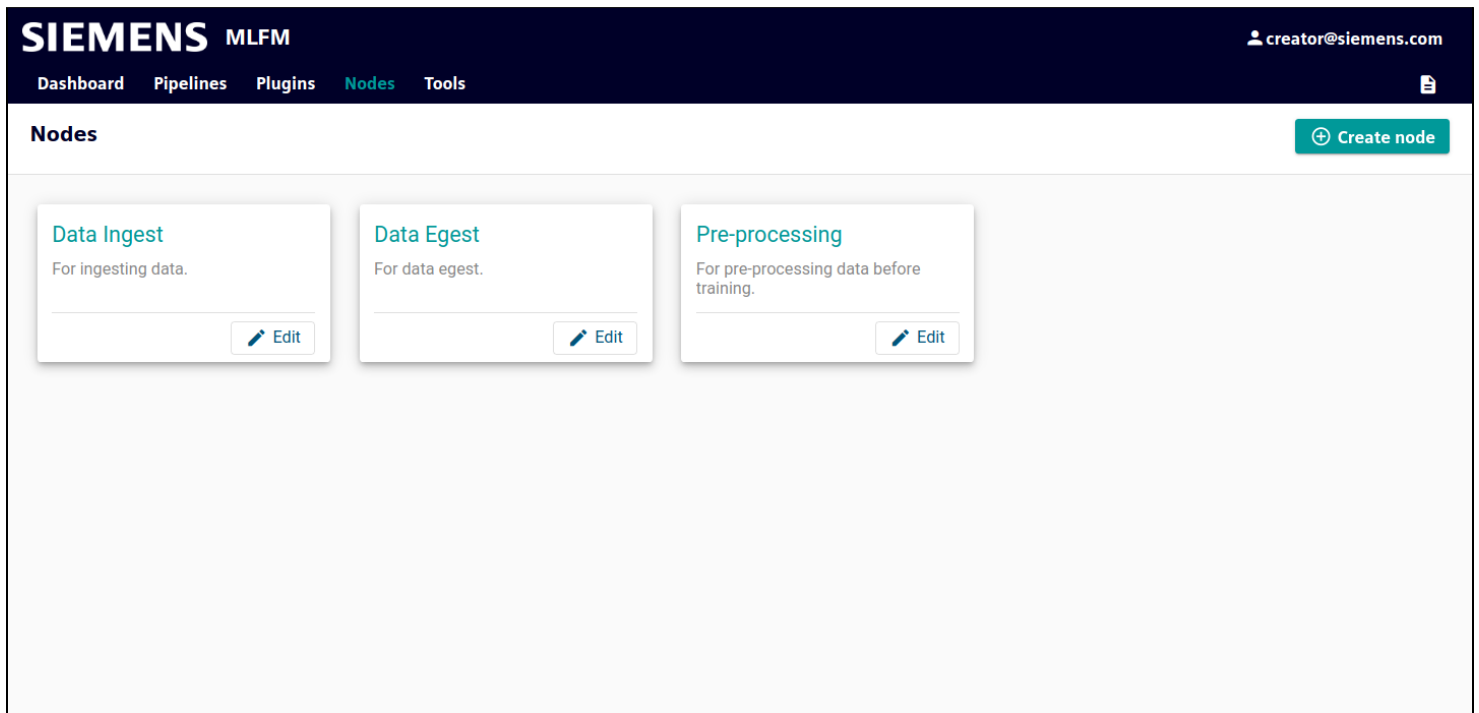 SIEMENS MLFM
creator@siemens.com
Dashboard Pipelines Plugins Nodes Tools
Nodes
Create node
Data Ingest
For ingesting data.
Edit
Data Egest
For data egest.
Edit
Pre-processing
For pre-processing data before
training.
Edit